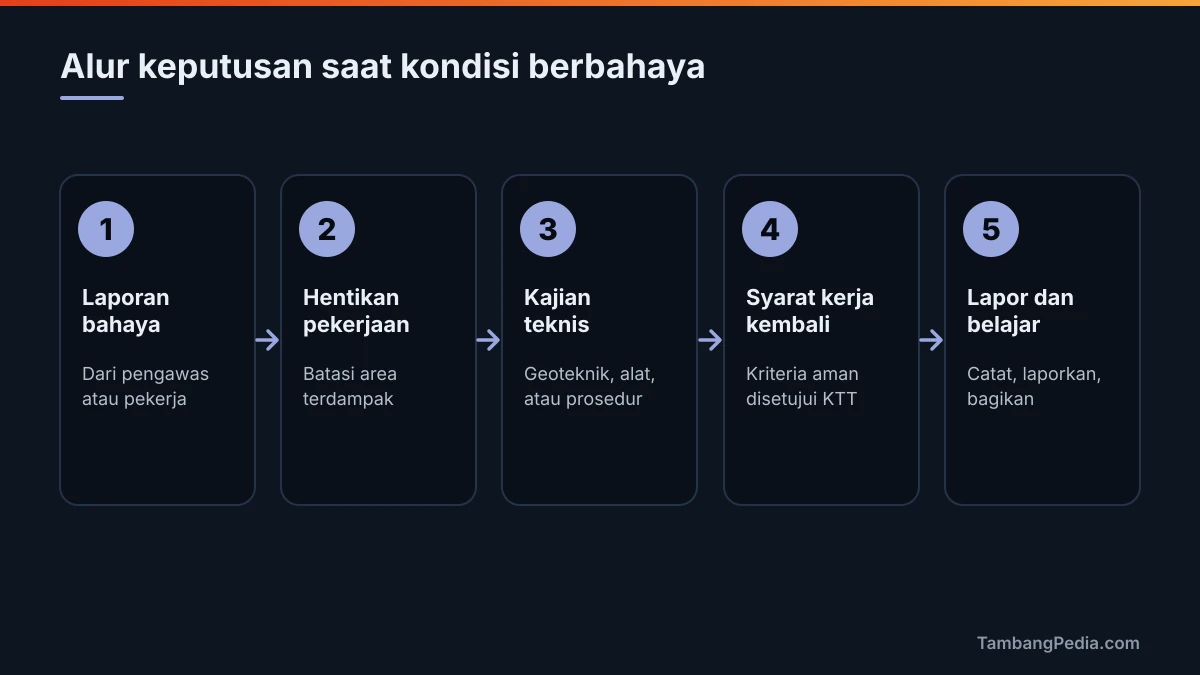 Alur keputusan saat kondisi berbahaya
1
Laporan
bahaya
Dari pengawas
atau pekerja
2
Hentikan
pekerjaan
Batasi area
terdampak
3
Kajian
teknis
Geoteknik, alat,
atau prosedur
4
Syarat kerja
kembali
Kriteria aman
disetujui KTT
5
Lapor dan
belajar
Catat, laporkan,
bagikan
TambangPedia.com